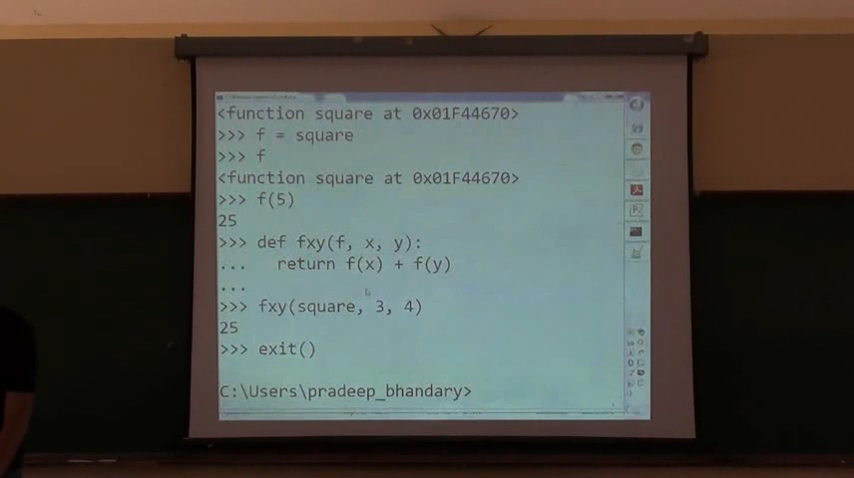 <function square at 0x01F44670>
>>> f = square
>>> f
<function square at 0x01F44670>
>>> f(5)
25
>>> def fxy(f, x, y):
...   return f(x) + f(y)
...
>>> fxy(square, 3, 4)
25
>>> exit()
C:\Users\pradeep_bhandary>